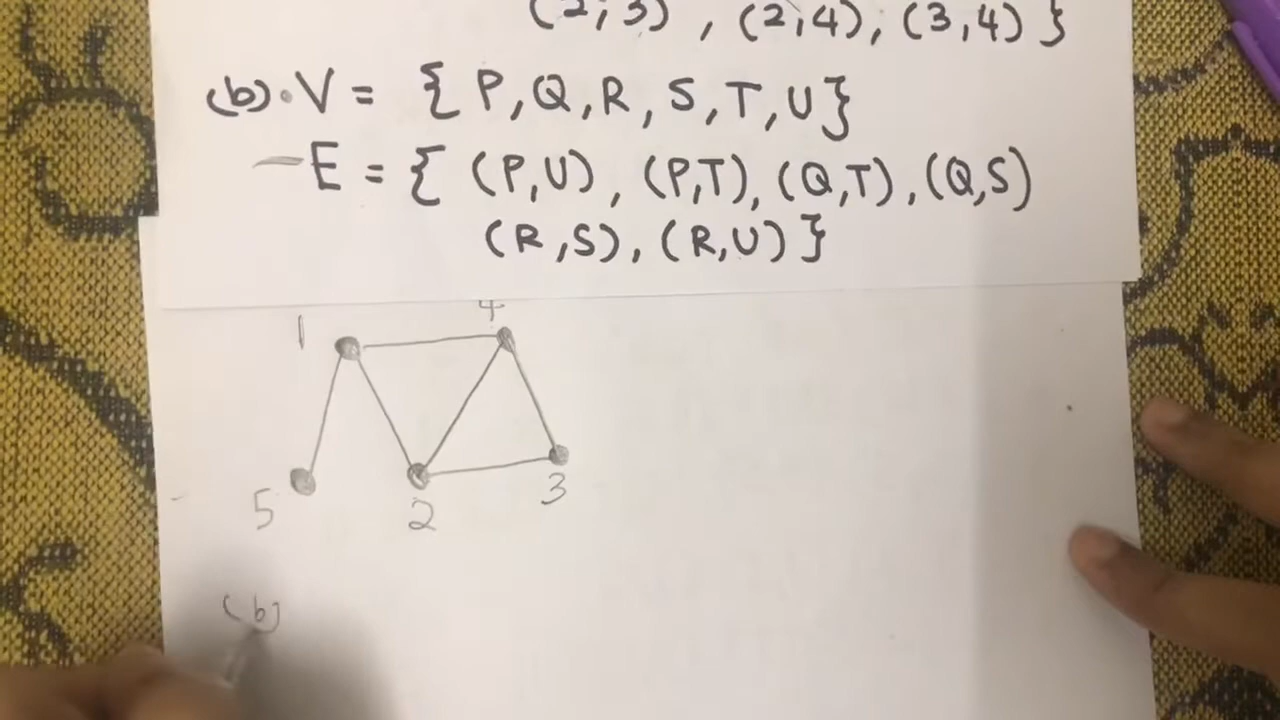 (2,3), (2,4), (3,4) }
(b). V = { P, Q, R, S, T, U}
- E = { (P,U), (P,T), (Q,T), (Q,S)
(R,S), (R,U) }
1 4
5 2 3
(b)